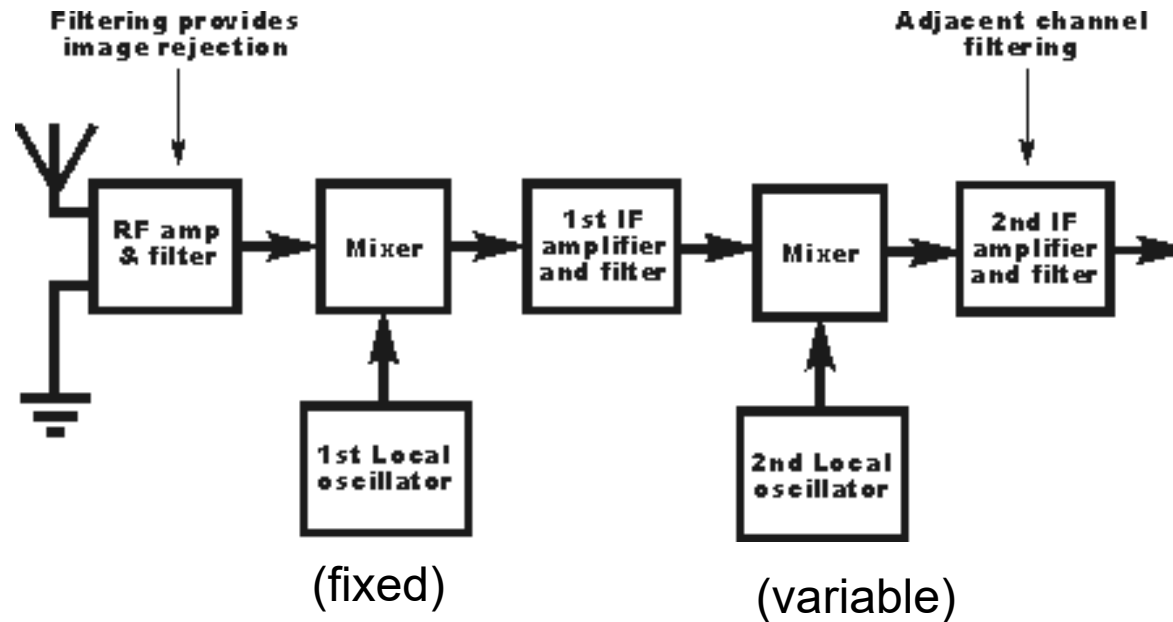 Filtering provides
image rejection
Adjacent channel
filtering
RF amp
& filter
Mixer
1st IF
amplifier
and filter
Mixer
2nd IF
amplifier
and filter
1st Local
oscillator
2nd Local
oscillator
(fixed)
(variable)